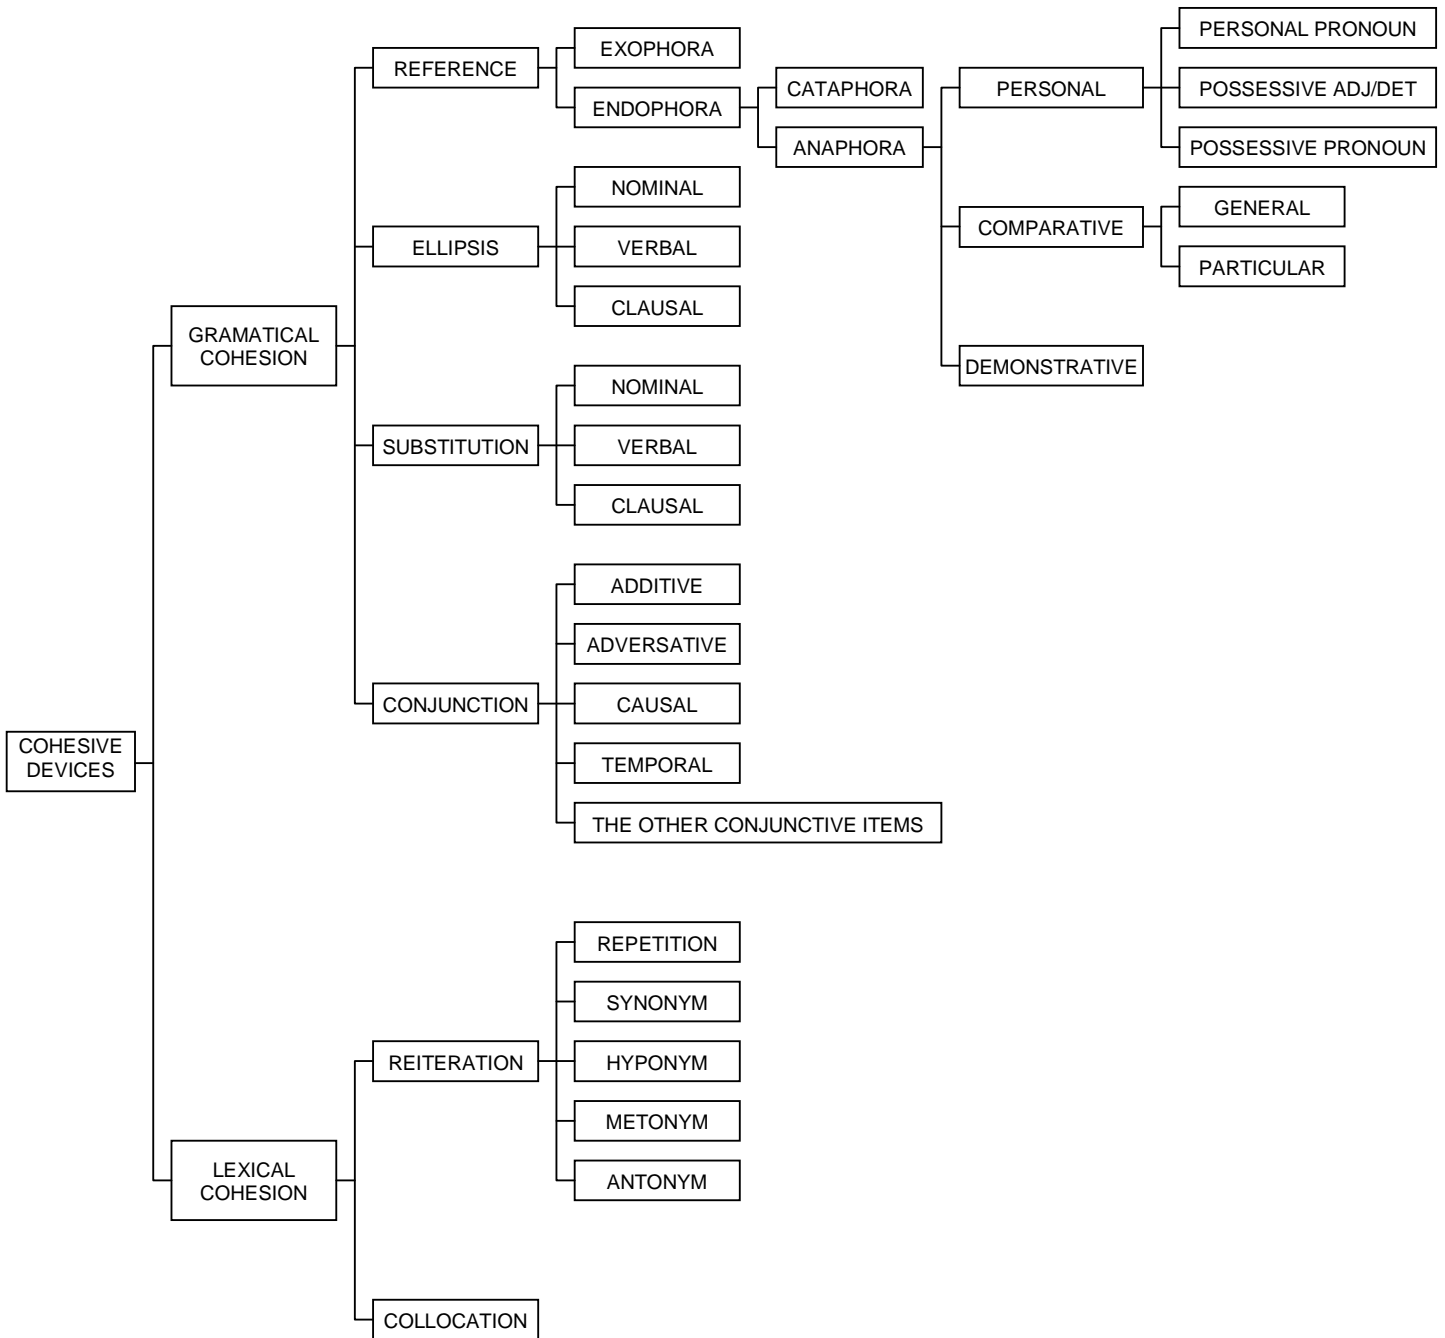 PERSONAL PRONOUN
EXOPHORA
REFERENCE
CATAPHORA
PERSONAL
POSSESSIVE ADJ/DET
ENDOPHORA
ANAPHORA
POSSESSIVE PRONOUN
NOMINAL
GENERAL
COMPARATIVE
ELLIPSIS
VERBAL
PARTICULAR
CLAUSAL
GRAMATICAL
COHESION
DEMONSTRATIVE
NOMINAL
SUBSTITUTION
VERBAL
CLAUSAL
ADDITIVE
ADVERSATIVE
CONJUNCTION
CAUSAL
COHESIVE
DEVICES
TEMPORAL
THE OTHER CONJUNCTIVE ITEMS
REPETITION
SYNONYM
REITERATION
HYPONYM
METONYM
LEXICAL
COHESION
ANTONYM
COLLOCATION